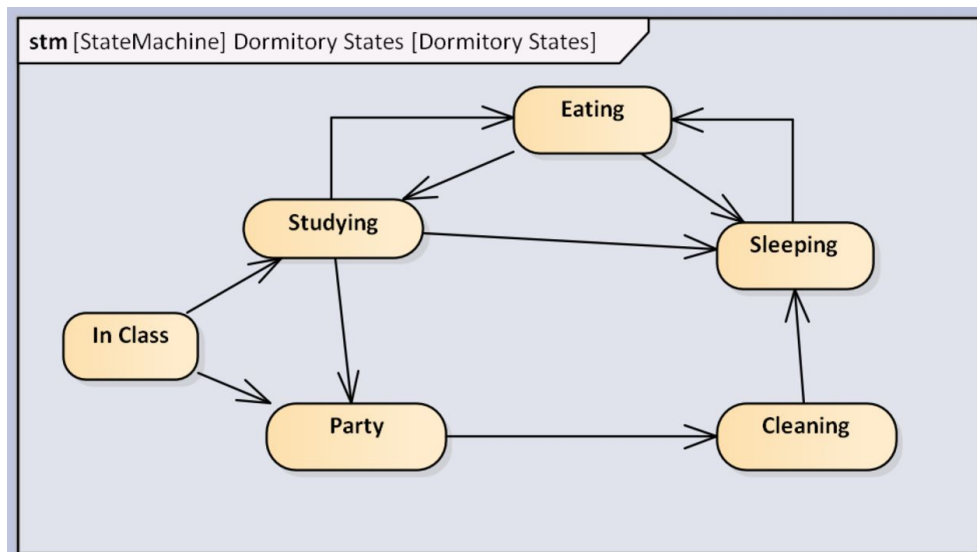 stm [StateMachine] Dormitory States [Dormitory States]
Eating
Studying
Sleeping
In Class
Party
Cleaning